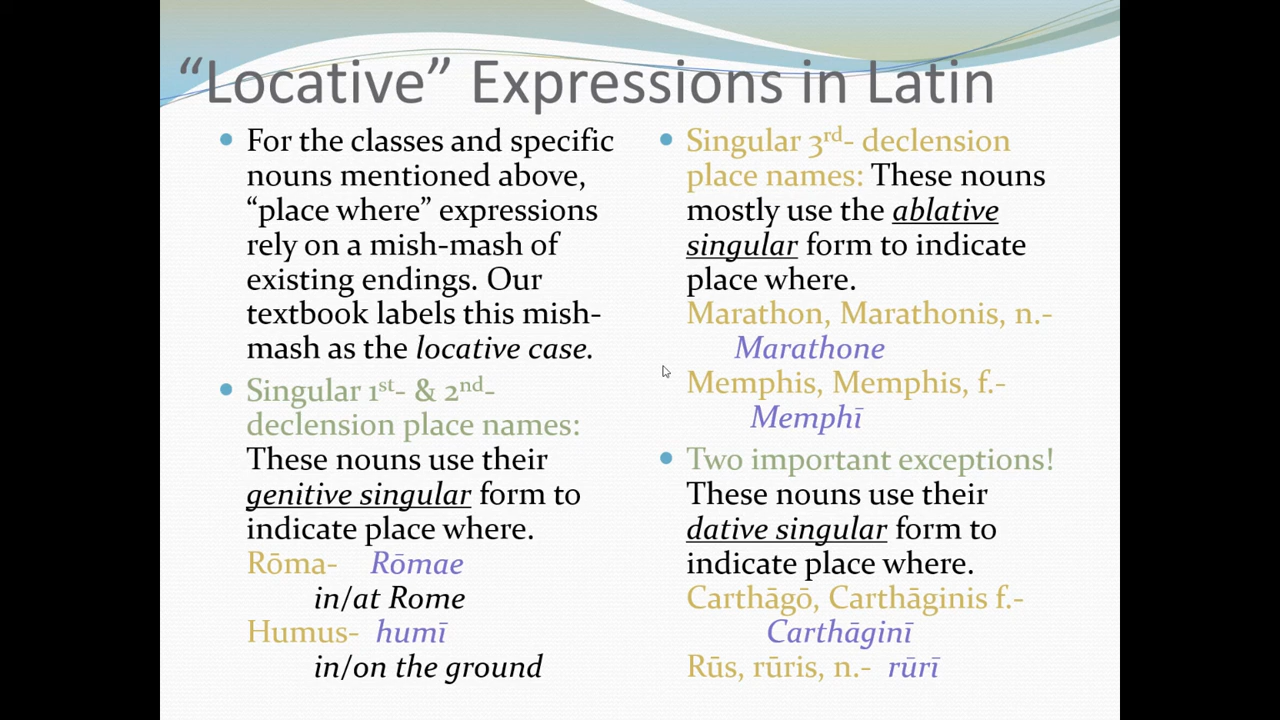 “Locative” Expressions in Latin
For the classes and specific
nouns mentioned above,
“place where” expressions
rely on a mish-mash of
existing endings. Our
textbook labels this mish-
mash as the locative case.
Singular 1st- & 2nd-
declension place names:
These nouns use their
genitive singular form to
indicate place where.
Rōma- Rōmae
in/at Rome
Humus- humī
in/on the ground
Singular 3rd- declension
place names: These nouns
mostly use the ablative
singular form to indicate
place where.
Marathon, Marathonis, n.-
Marathone
Memphis, Memphis, f.-
Memphī
Two important exceptions!
These nouns use their
dative singular form to
indicate place where.
Carthāgō, Carthāginis f.-
Carthāginī
Rūs, rūris, n.- rūrī